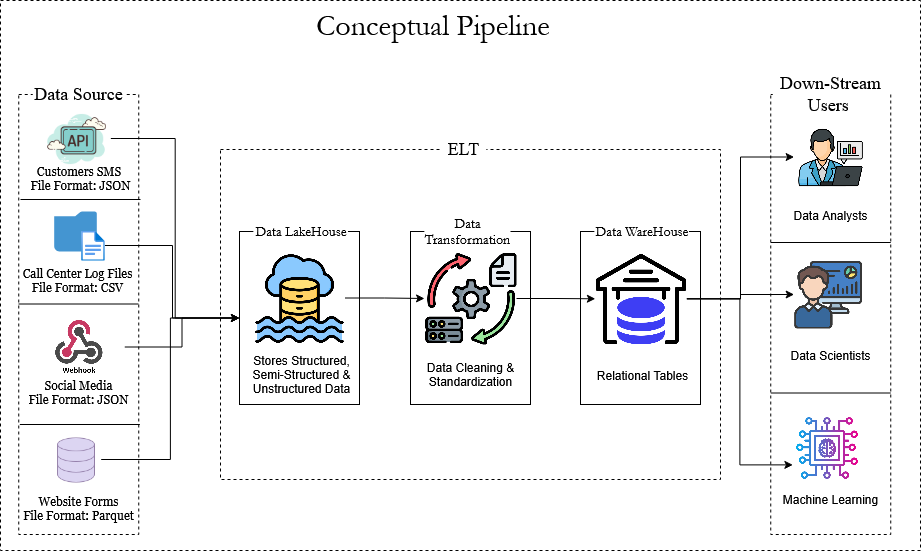 Conceptual Pipeline
Data Source
API
Customers SMS
File Format: JSON
Call Center Log Files
File Format: CSV
Webhook
Social Media
File Format: JSON
Website Forms
File Format: Parquet
ELT
Data LakeHouse
Stores Structured,
Semi-Structured &
Unstructured Data
Data
Transformation
Data Cleaning &
Standardization
Data WareHouse
Relational Tables
Down-Stream
Users
Data Analysts
Data Scientists
Machine Learning